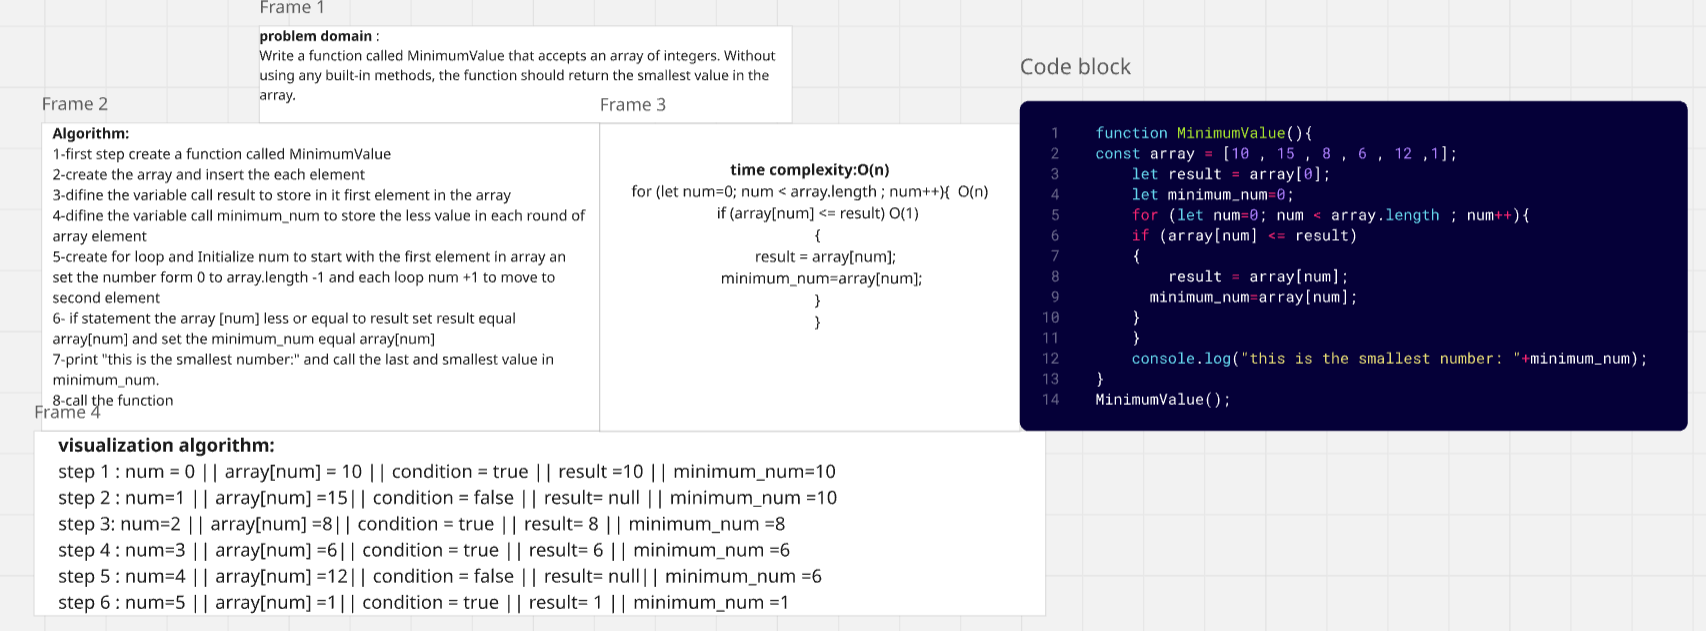 Frame 1
problem domain :
Write a function called MinimumValue that accepts an array of integers. Without
using any built-in methods, the function should return the smallest value in the
array.
Frame 2
Algorithm:
1-first step create a function called MinimumValue
2-create the array and insert the each element
3-difine the variable call result to store in it first element in the array
4-difine the variable call minimum_num to store the less value in each round of
array element
5-create for loop and Initialize num to start with the first element in array an
set the number form 0 to array.length -1 and each loop num +1 to move to
second element
6- if statement the array [num] less or equal to result set result equal
array[num] and set the minimum_num equal array[num]
7-print "this is the smallest number:" and call the last and smallest value in
minimum_num.
8-call the function
Frame 3
time complexity:O(n)
for (let num=0; num < array.length ; num++){  O(n)
if (array[num] <= result) O(1)
{
result = array[num];
minimum_num=array[num];
}
}
Code block
1 function MinimumValue(){
2 const array = [10 , 15 , 8 , 6 , 12 ,1];
3 let result = array[0];
4 let minimum_num=0;
5 for (let num=0; num < array.length ; num++){
6 if (array[num] <= result)
7 {
8 result = array[num];
9 minimum_num=array[num];
10 }
11 }
12 console.log("this is the smallest number: "+minimum_num);
13 }
14 MinimumValue();
Frame 4
visualization algorithm:
step 1 : num = 0 || array[num] = 10 || condition = true || result =10 || minimum_num=10
step 2 : num=1 || array[num] =15|| condition = false || result= null || minimum_num =10
step 3: num=2 || array[num] =8|| condition = true || result= 8 || minimum_num =8
step 4 : num=3 || array[num] =6|| condition = true || result= 6 || minimum_num =6
step 5 : num=4 || array[num] =12|| condition = false || result= null|| minimum_num =6
step 6 : num=5 || array[num] =1|| condition = true || result= 1 || minimum_num =1